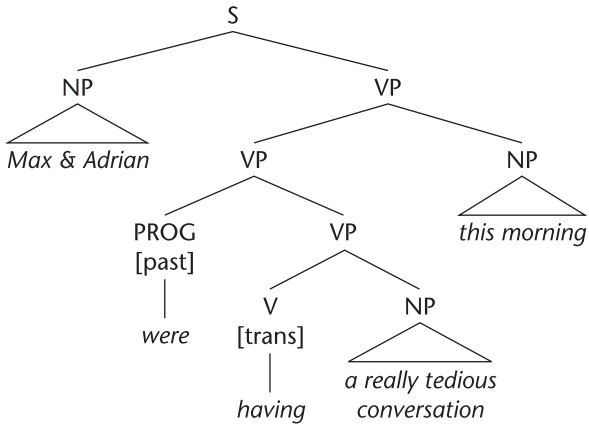 S
NP
VP
Max & Adrian
VP
NP
this morning
PROG
[past]
VP
were
V
[trans]
NP
having
a really tedious
conversation